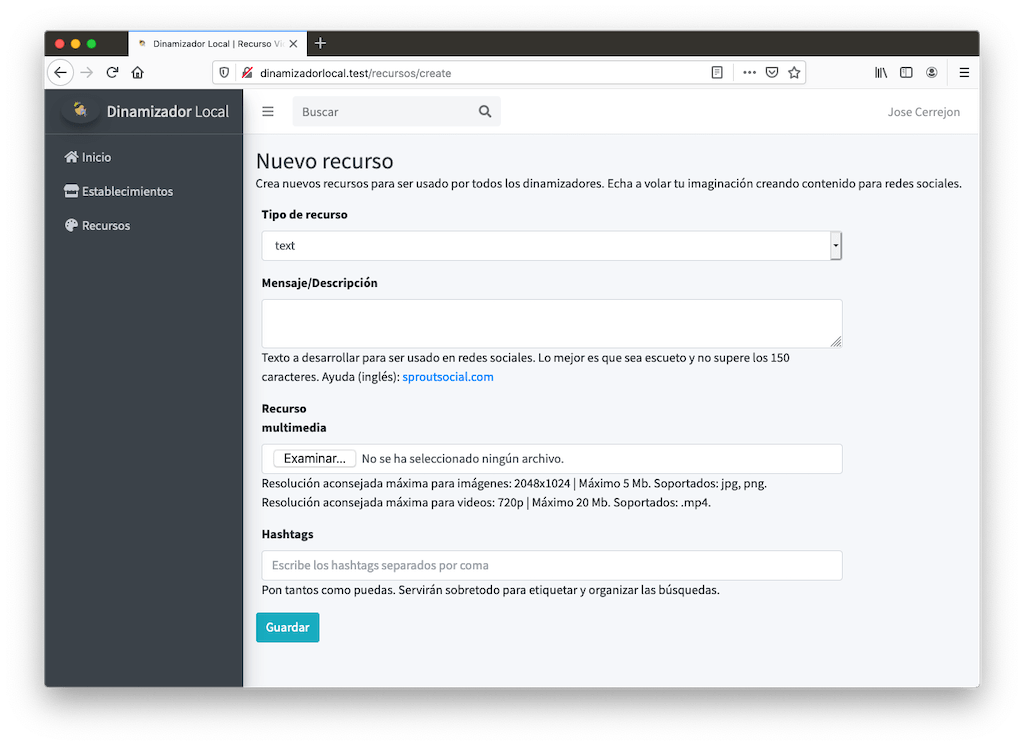 Dinamizador Local | Recurso Vi
dinamizadorlocal.test/recursos/create
Dinamizador Local
Buscar
Jose Cerrejon
Inicio
Establecimientos
Recursos
Nuevo recurso
Crea nuevos recursos para ser usado por todos los dinamizadores. Echa a volar tu imaginación creando contenido para redes sociales.
Tipo de recurso
text
Mensaje/Descripción
Texto a desarrollar para ser usado en redes sociales. Lo mejor es que sea escueto y no supere los 150
caracteres. Ayuda (inglés): sproutsocial.com
Recurso
multimedia
Examinar... No se ha seleccionado ningún archivo.
Resolución aconsejada máxima para imágenes: 2048x1024 | Máximo 5 Mb. Soportados: jpg, png.
Resolución aconsejada máxima para videos: 720p | Máximo 20 Mb. Soportados: .mp4.
Hashtags
Escribe los hashtags separados por coma
Pon tantos como puedas. Servirán sobretodo para etiquetar y organizar las búsquedas.
Guardar